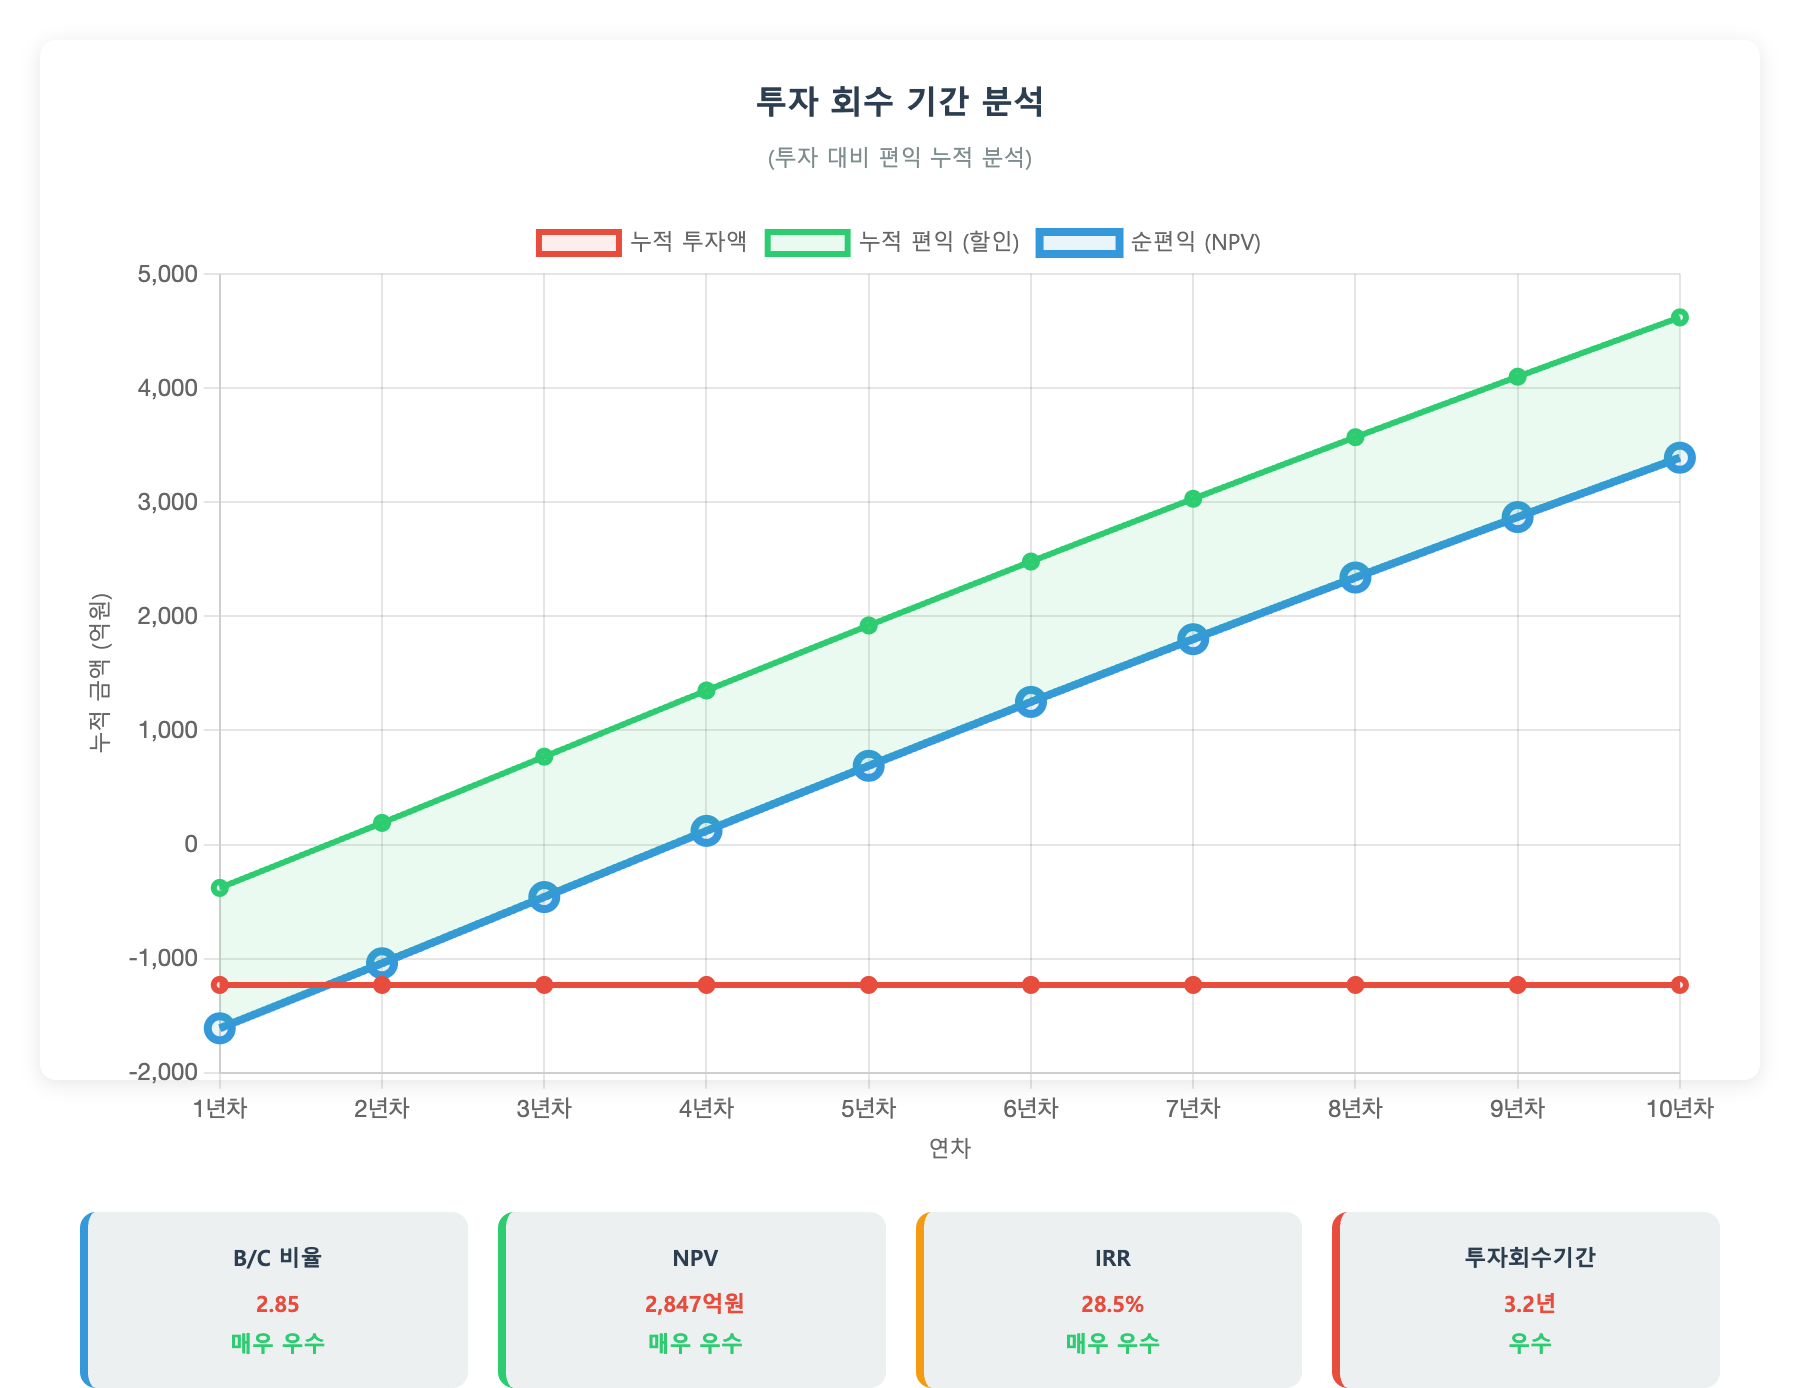 투자 회수 기간 분석
(투자 대비 편익 누적 분석)
누적 투자액 누적 편익 (할인) 순편익 (NPV)
5,000
4,000
3,000
2,000
1,000
0
-1,000
-2,000
누적 금액 (억원)
1년차 2년차 3년차 4년차 5년차 6년차 7년차 8년차 9년차 10년차
연차
B/C 비율
2.85
매우 우수
NPV
2,847억원
매우 우수
IRR
28.5%
매우 우수
투자회수기간
3.2년
우수